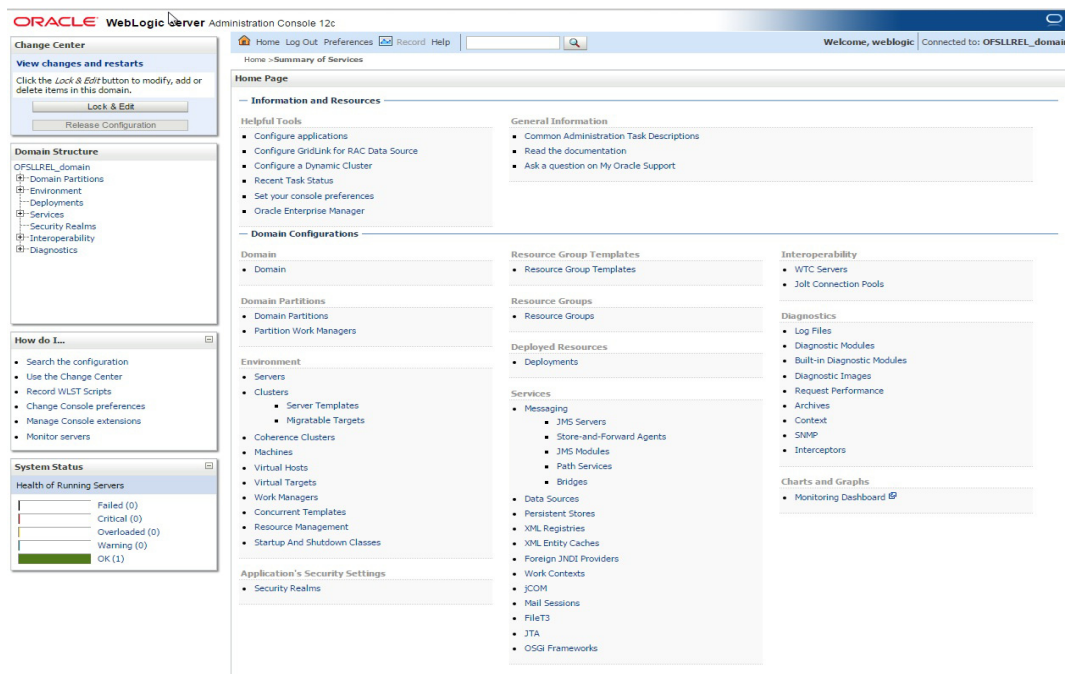 ORACLE WebLogic Server Administration Console 12c
Change Center
View changes and restarts
Click the Lock & Edit button to modify, add or
delete items in this domain.
Lock & Edit
Release Configuration
Domain Structure
OFSLLREL_domain
Domain Partitions
Environment
Deployments
Services
Security Realms
Interoperability
Diagnostics
How do I...
Search the configuration
Use the Change Center
Record WLST Scripts
Change Console preferences
Manage Console extensions
Monitor servers
System Status
Health of Running Servers
Failed (0)
Critical (0)
Overloaded (0)
Warning (0)
OK (1)
Home Log Out Preferences Record Help
Welcome, weblogic Connected to: OFSLLREL_domain
Home >Summary of Services
Home Page
Information and Resources
Helpful Tools
Configure applications
Configure GridLink for RAC Data Source
Configure a Dynamic Cluster
Recent Task Status
Set your console preferences
Oracle Enterprise Manager
General Information
Common Administration Task Descriptions
Read the documentation
Ask a question on My Oracle Support
Domain Configurations
Domain
Domain
Domain Partitions
Domain Partitions
Partition Work Managers
Environment
Servers
Clusters
Server Templates
Migratable Targets
Coherence Clusters
Machines
Virtual Hosts
Virtual Targets
Work Managers
Concurrent Templates
Resource Management
Startup And Shutdown Classes
Application's Security Settings
Security Realms
Resource Group Templates
Resource Group Templates
Resource Groups
Resource Groups
Deployed Resources
Deployments
Services
Messaging
JMS Servers
Store-and-Forward Agents
JMS Modules
Path Services
Bridges
Data Sources
Persistent Stores
XML Registries
XML Entity Caches
Foreign JNDI Providers
Work Contexts
jCOM
Mail Sessions
FileT3
JTA
OSGi Frameworks
Interoperability
WTC Servers
Jolt Connection Pools
Diagnostics
Log Files
Diagnostic Modules
Built-in Diagnostic Modules
Diagnostic Images
Request Performance
Archives
Context
SNMP
Interceptors
Charts and Graphs
Monitoring Dashboard